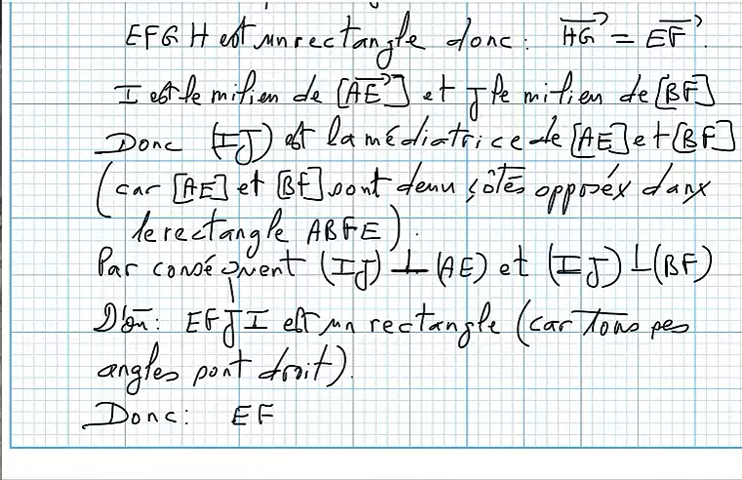 EFGH est un rectangle donc : HG⃗ = EF⃗.
I est le milieu de [AE⃗] et J le milieu de [BF]
Donc (IJ) est la médiatrice de [AE] et [BF]
(car [AE] et [BF] sont deux côtés opposés dans
le rectangle ABFE).
Par conséquent (IJ) ⊥ (AE) et (IJ) ⊥ (BF)
D'où : EFJI est un rectangle (car tous ses
angles sont droit).
Donc : EF